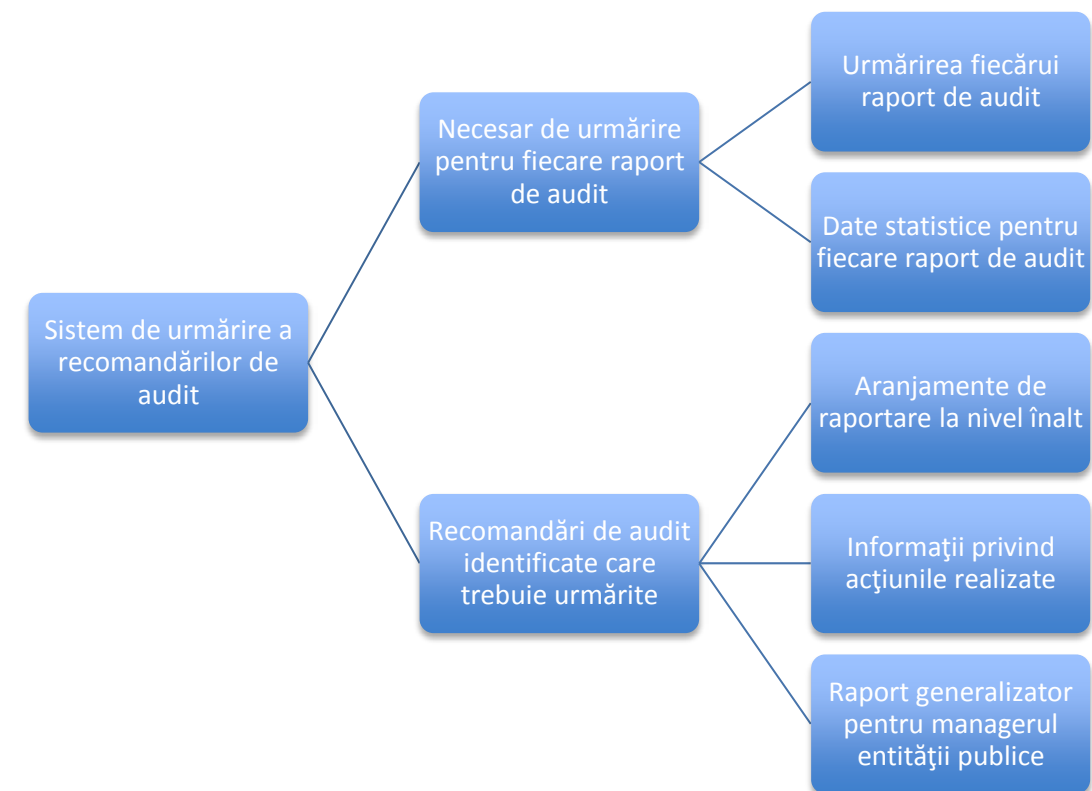 Sistem de urmărire a
recomandărilor de
audit
Necesar de urmărire
pentru fiecare raport
de audit
Urmărirea fiecărui
raport de audit
Date statistice pentru
fiecare raport de audit
Recomandări de audit
identificate care
trebuie urmărite
Aranjamente de
raportare la nivel înalt
Informaţii privind
acţiunile realizate
Raport generalizator
pentru managerul
entităţii publice